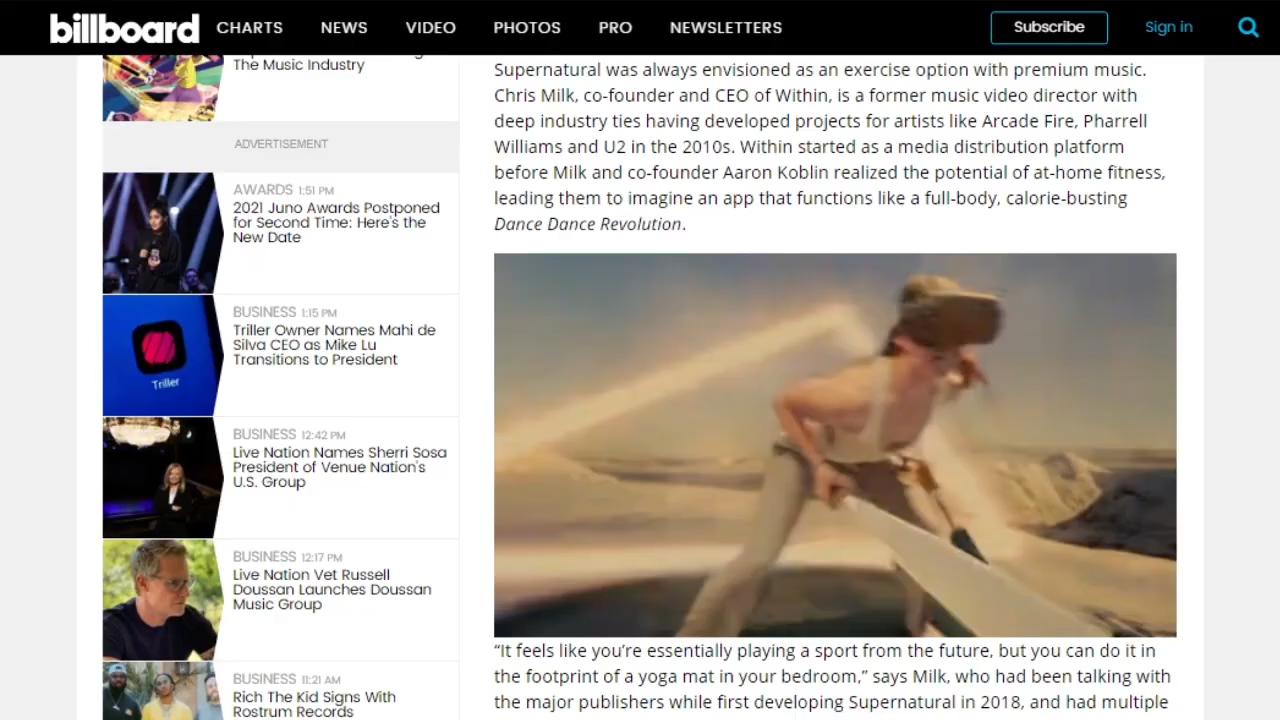 billboard CHARTS NEWS VIDEO PHOTOS PRO NEWSLETTERS Subscribe Sign in
The Music Industry
ADVERTISEMENT
AWARDS 1:51 PM
2021 Juno Awards Postponed
for Second Time: Here's the
New Date
BUSINESS 1:15 PM
Triller Owner Names Mahi de
Silva CEO as Mike Lu
Transitions to President
Triller
BUSINESS 12:42 PM
Live Nation Names Sherri Sosa
President of Venue Nation's
U.S. Group
BUSINESS 12:17 PM
Live Nation Vet Russell
Doussan Launches Doussan
Music Group
BUSINESS 11:21 AM
Rich The Kid Signs With
Rostrum Records
Supernatural was always envisioned as an exercise option with premium music.
Chris Milk, co-founder and CEO of Within, is a former music video director with
deep industry ties having developed projects for artists like Arcade Fire, Pharrell
Williams and U2 in the 2010s. Within started as a media distribution platform
before Milk and co-founder Aaron Koblin realized the potential of at-home fitness,
leading them to imagine an app that functions like a full-body, calorie-busting
Dance Dance Revolution.
“It feels like you’re essentially playing a sport from the future, but you can do it in
the footprint of a yoga mat in your bedroom,” says Milk, who had been talking with
the major publishers while first developing Supernatural in 2018, and had multiple